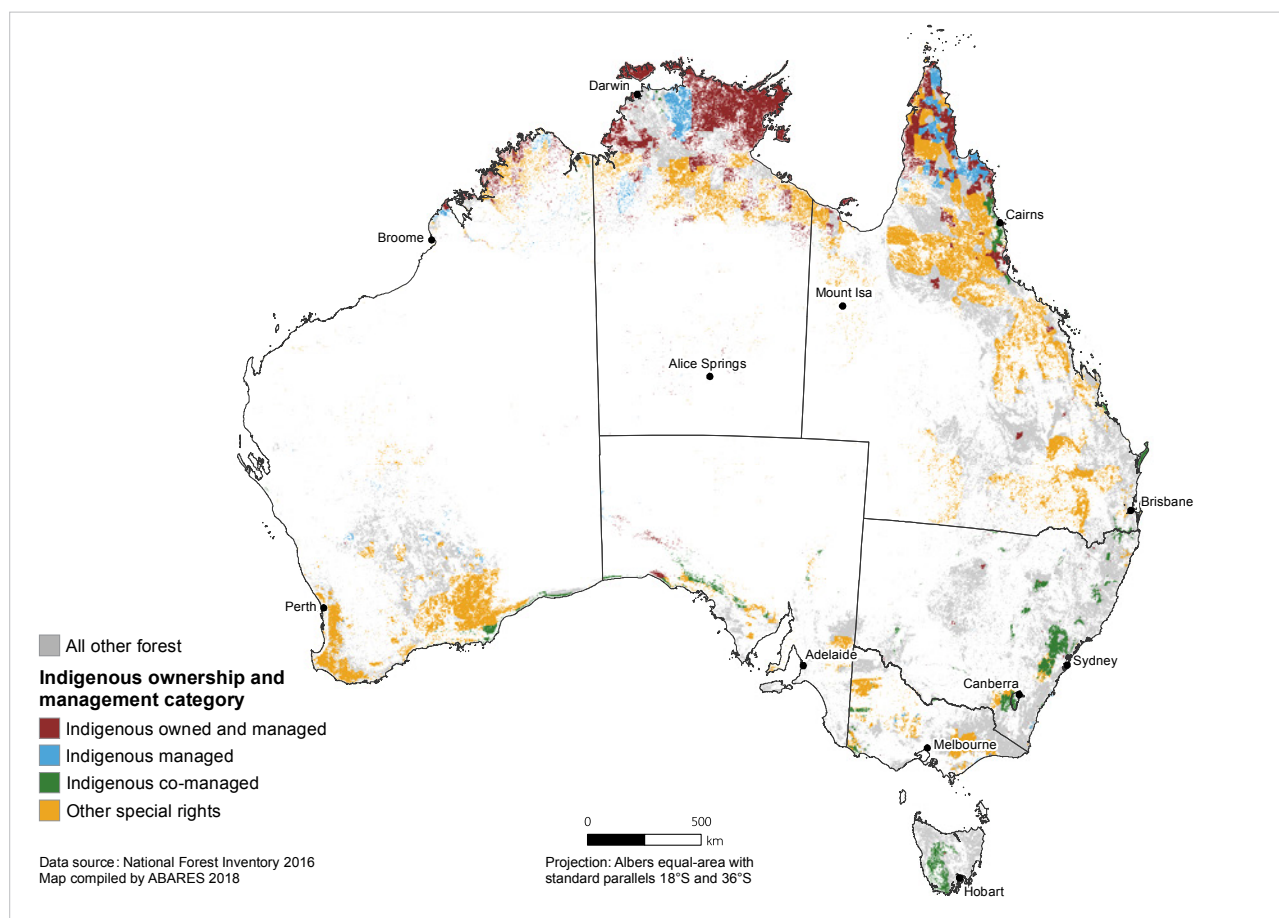 Darwin
Cairns
Broome
Mount Isa
Alice Springs
Brisbane
Perth
Adelaide
Sydney
Canberra
Melbourne
Hobart
All other forest
Indigenous ownership and
management category
Indigenous owned and managed
Indigenous managed
Indigenous co-managed
Other special rights
0 500
km
Data source: National Forest Inventory 2016
Map compiled by ABARES 2018
Projection: Albers equal-area with
standard parallels 18°S and 36°S